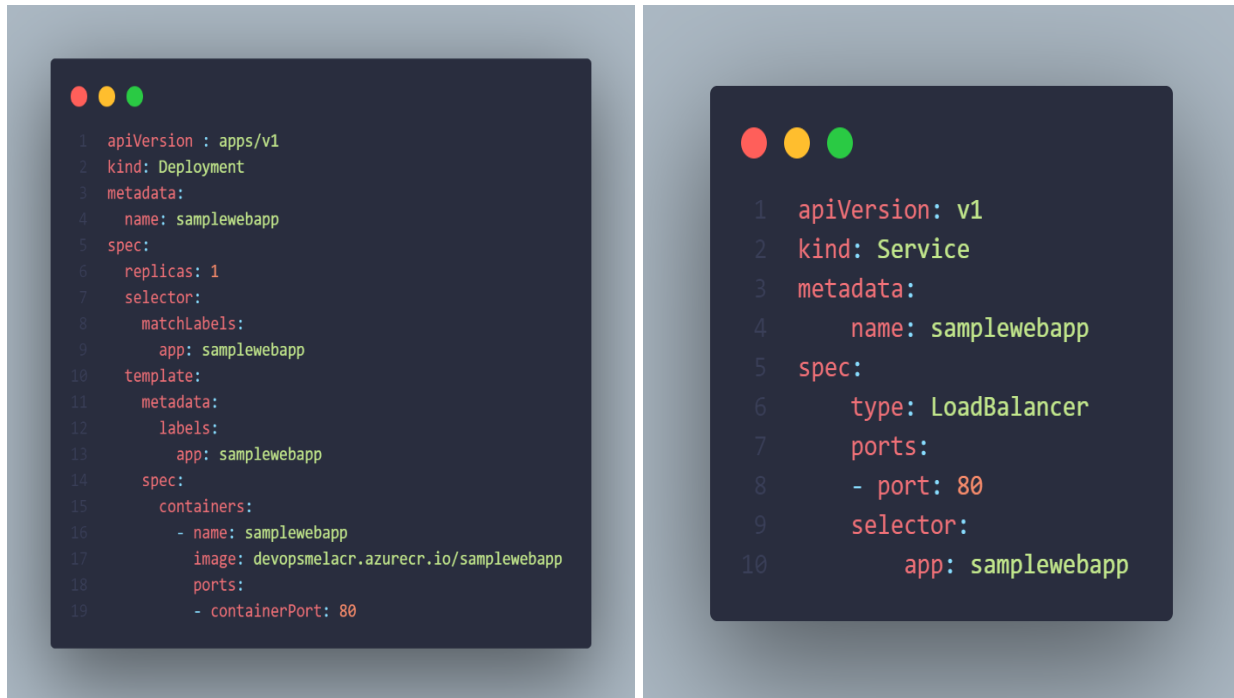 1 apiVersion : apps/v1
2 kind: Deployment
3 metadata:
4   name: samplewebapp
5 spec:
6   replicas: 1
7   selector:
8     matchLabels:
9       app: samplewebapp
10   template:
11     metadata:
12       labels:
13         app: samplewebapp
14     spec:
15       containers:
16         - name: samplewebapp
17           image: devopsmelacr.azurecr.io/samplewebapp
18           ports:
19           - containerPort: 80
1 apiVersion: v1
2 kind: Service
3 metadata:
4     name: samplewebapp
5 spec:
6     type: LoadBalancer
7     ports:
8     - port: 80
9     selector:
10         app: samplewebapp